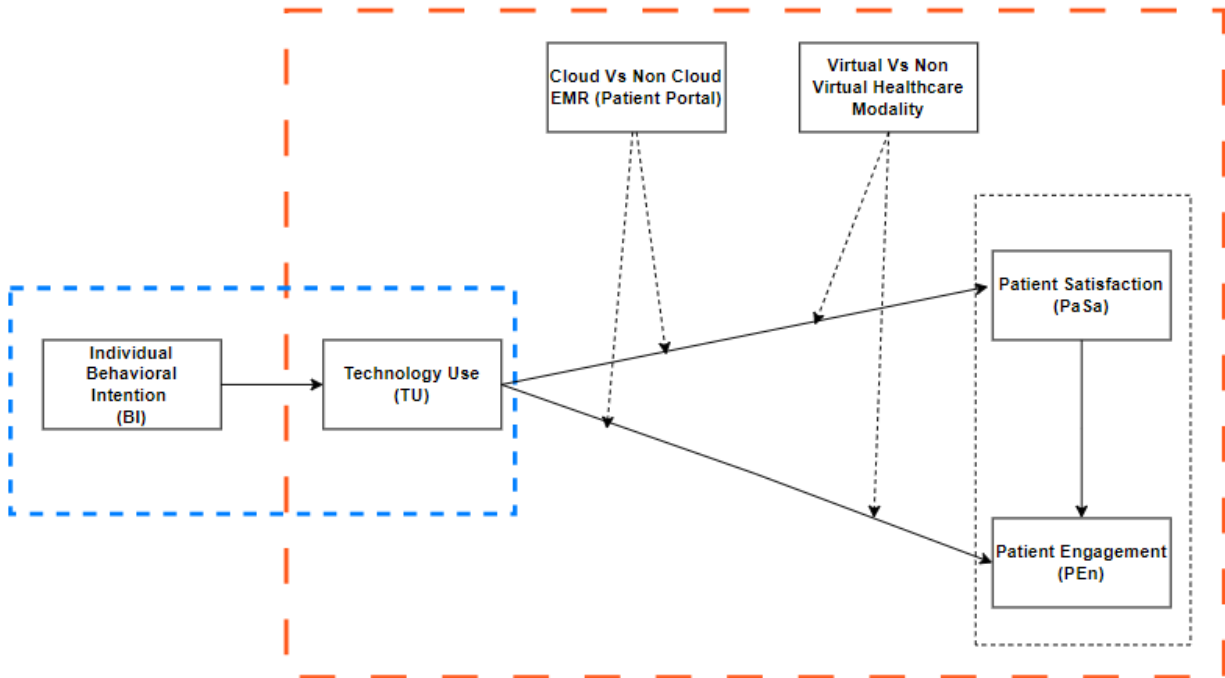 Cloud Vs Non Cloud
EMR (Patient Portal)
Virtual Vs Non
Virtual Healthcare
Modality
Patient Satisfaction
(PaSa)
Individual
Behavioral
Intention
(BI)
Technology Use
(TU)
Patient Engagement
(PEn)